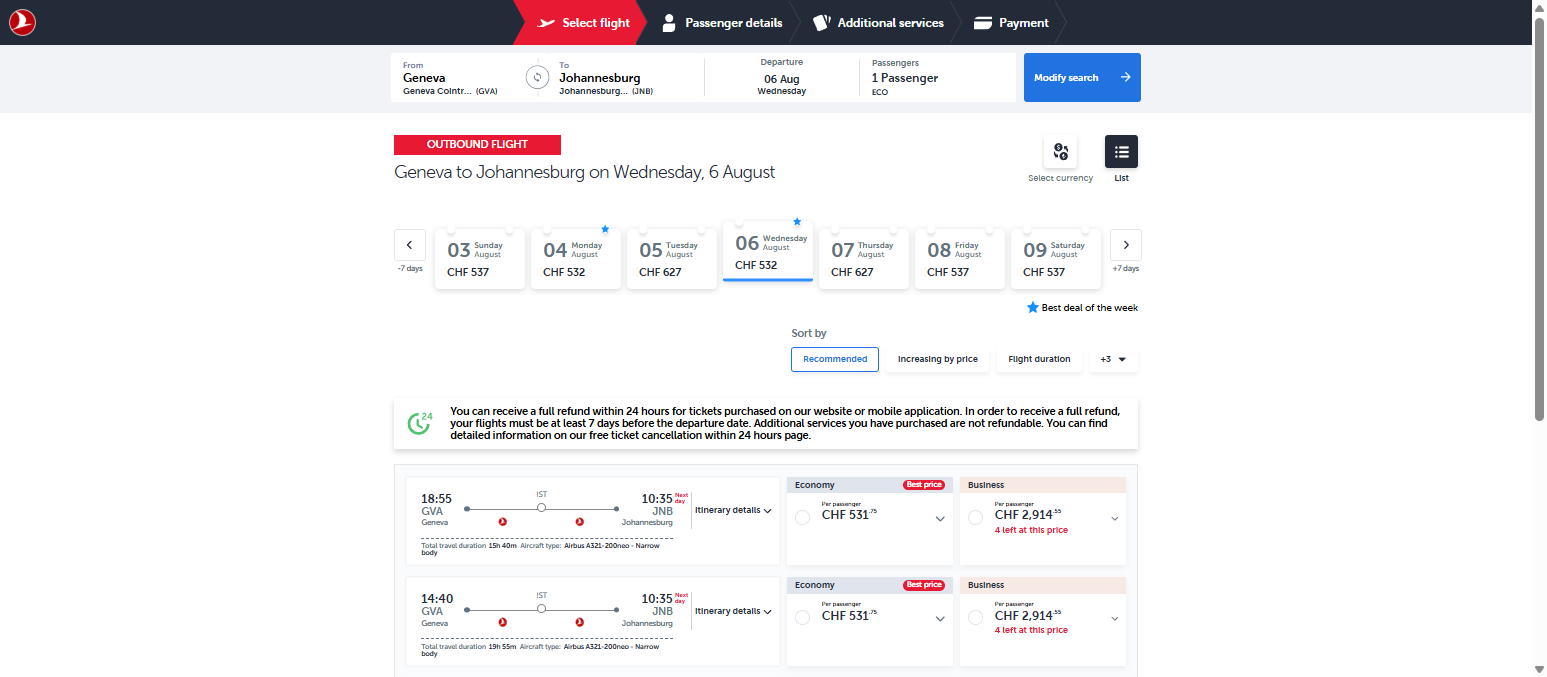 Select flight
Passenger details
Additional services
Payment
From
Geneva
Geneva Cointr... (GVA)
To
Johannesburg
Johannesburg... (JNB)
Departure
06 Aug
Wednesday
Passengers
1 Passenger
ECO
Modify search
OUTBOUND FLIGHT
Geneva to Johannesburg on Wednesday, 6 August
Select currency
List
-7 days
03 Sunday August
CHF 537
04 Monday August
CHF 532
05 Tuesday August
CHF 627
06 Wednesday August
CHF 532
07 Thursday August
CHF 627
08 Friday August
CHF 537
09 Saturday August
CHF 537
+7 days
Best deal of the week
Sort by
Recommended
Increasing by price
Flight duration
+3
24
You can receive a full refund within 24 hours for tickets purchased on our website or mobile application. In order to receive a full refund,
your flights must be at least 7 days before the departure date. Additional services you have purchased are not refundable. You can find
detailed information on our free ticket cancellation within 24 hours page.
18:55
GVA
Geneva
IST
10:35 Next day
JNB
Johannesburg
Itinerary details
Total travel duration 15h 40m Aircraft type: Airbus A321-200neo - Narrow
body
Economy
Best price
Per passenger
CHF 531.75
Business
Per passenger
CHF 2,914.55
4 left at this price
14:40
GVA
Geneva
IST
10:35 Next day
JNB
Johannesburg
Itinerary details
Total travel duration 19h 55m Aircraft type: Airbus A321-200neo - Narrow
body
Economy
Best price
Per passenger
CHF 531.75
Business
Per passenger
CHF 2,914.55
4 left at this price